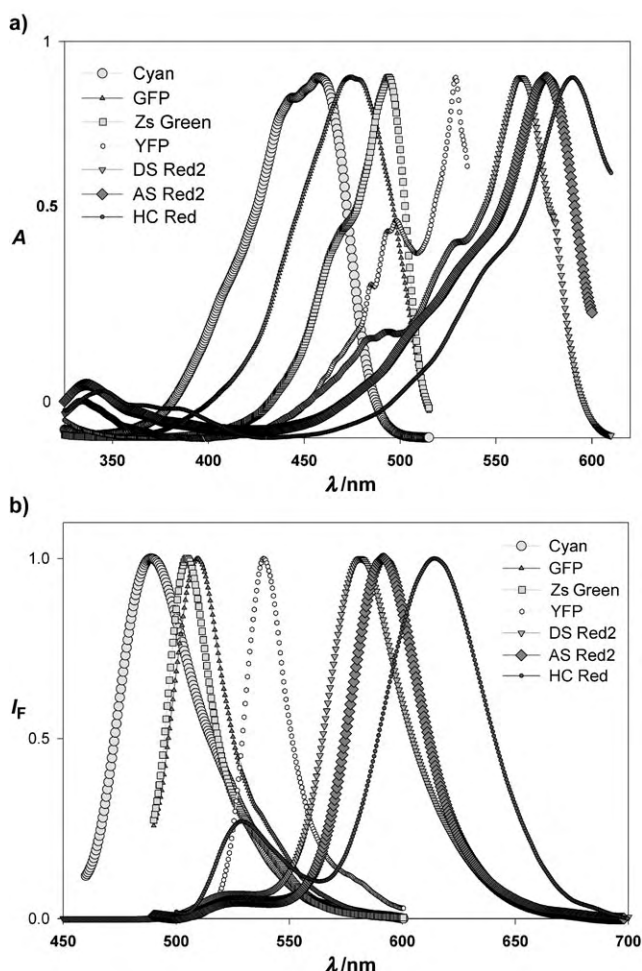 a)
1
Cyan
GFP
Zs Green
YFP
DS Red2
AS Red2
HC Red
0.5
A
0
350 400 450 500 550 600
λ/nm
b)
1.0
Cyan
GFP
Zs Green
YFP
DS Red2
AS Red2
HC Red
IF
0.5
0.0
450 500 550 600 650 700
λ/nm